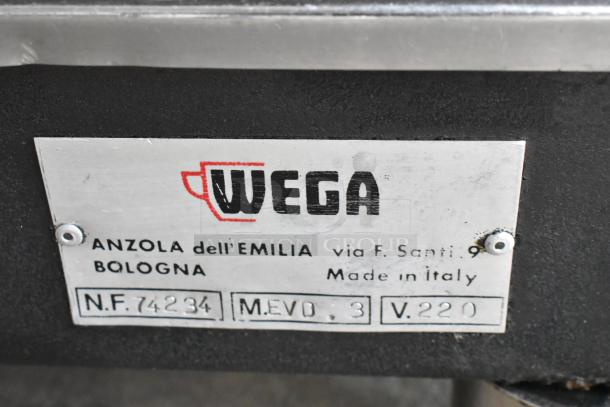 WEGA
ANZOLA dell'EMILIA via F. Santi 9
BOLOGNA Made in Italy
N.F. 74234 M.EVD . 3 V. 220